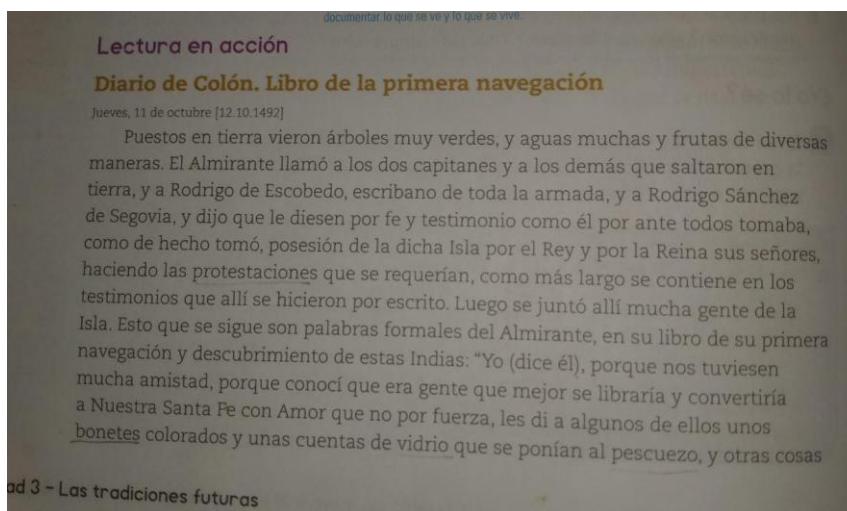 documentar lo que se ve y lo que se vive.
Lectura en acción
Diario de Colón. Libro de la primera navegación
Jueves, 11 de octubre [12.10.1492]
Puestos en tierra vieron árboles muy verdes, y aguas muchas y frutas de diversas
maneras. El Almirante llamó a los dos capitanes y a los demás que saltaron en
tierra, y a Rodrigo de Escobedo, escribano de toda la armada, y a Rodrigo Sánchez
de Segovia, y dijo que le diesen por fe y testimonio como él por ante todos tomaba,
como de hecho tomó, posesión de la dicha Isla por el Rey y por la Reina sus señores,
haciendo las protestaciones que se requerían, como más largo se contiene en los
testimonios que allí se hicieron por escrito. Luego se juntó allí mucha gente de la
Isla. Esto que se sigue son palabras formales del Almirante, en su libro de su primera
navegación y descubrimiento de estas Indias: “Yo (dice él), porque nos tuviesen
mucha amistad, porque conocí que era gente que mejor se libraría y convertiría
a Nuestra Santa Fe con Amor que no por fuerza, les di a algunos de ellos unos
bonetes colorados y unas cuentas de vidrio que se ponían al pescuezo, y otras cosas
ad 3 – Las tradiciones futuras